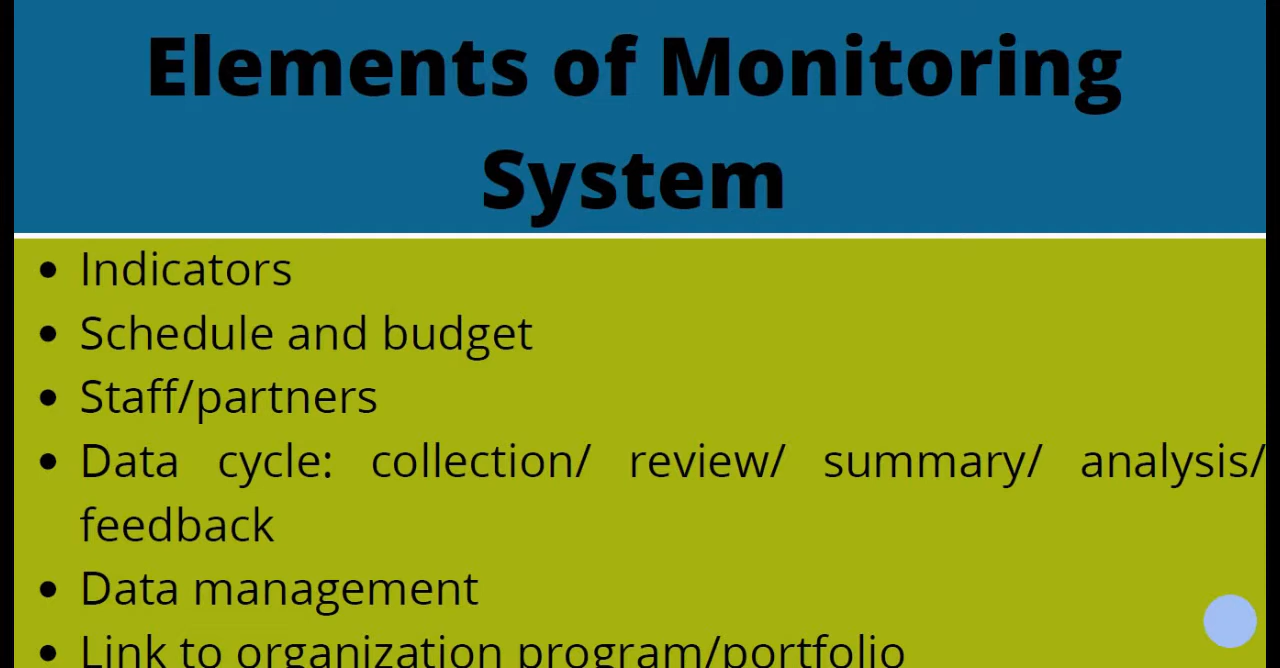 Elements of Monitoring
System
• Indicators
• Schedule and budget
• Staff/partners
• Data cycle: collection/ review/ summary/ analysis/
feedback
• Data management
• Link to organization program/portfolio